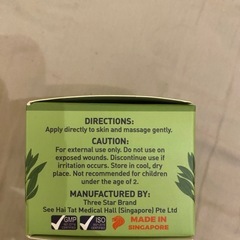 DIRECTIONS:
Apply directly to skin and massage gently.
CAUTION:
For external use only. Do not use on
exposed wounds. Discontinue use if
irritation occurs. Store in cool, dry
place. Not recommended for children
under the age of 2.
MANUFACTURED BY:
Three Star Brand
See Hai Tat Medical Hall (Singapore) Pte Ltd
GMP ISO MADE IN
SINGAPORE